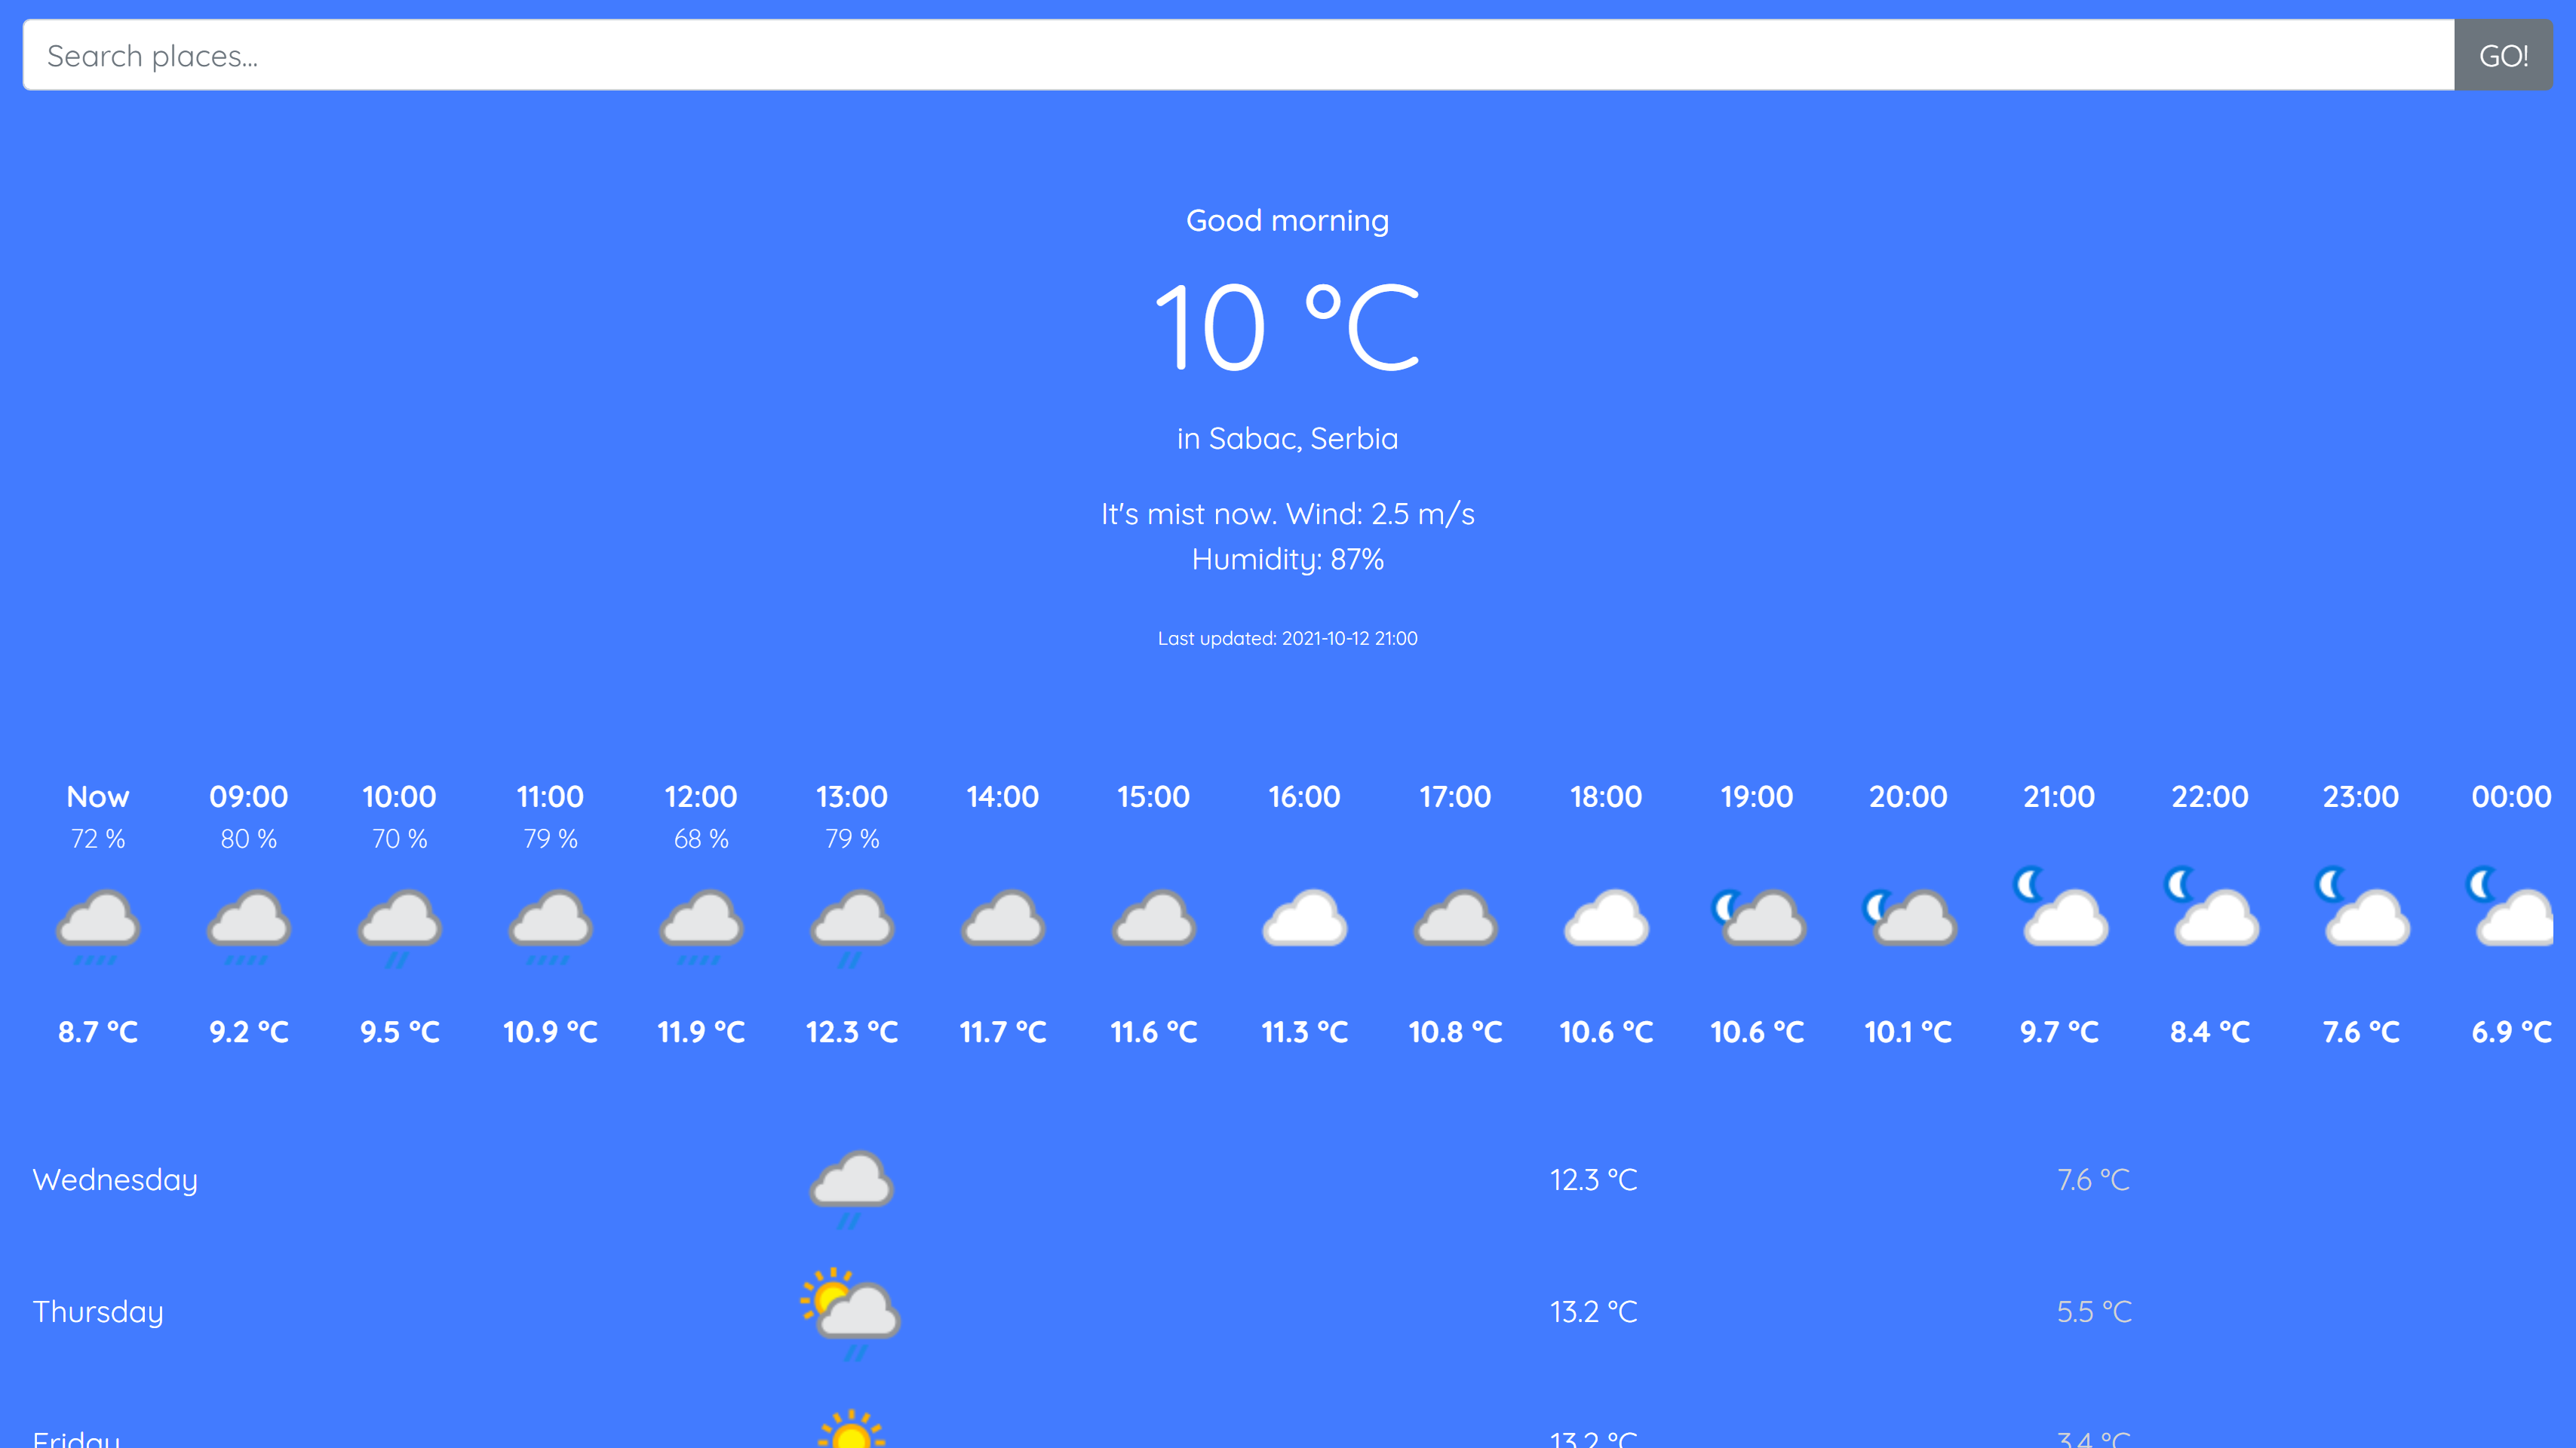 Search places...
GO!
Good morning
10 °C
in Sabac, Serbia
It's mist now. Wind: 2.5 m/s
Humidity: 87%
Last updated: 2021-10-12 21:00
Now 09:00 10:00 11:00 12:00 13:00 14:00 15:00 16:00 17:00 18:00 19:00 20:00 21:00 22:00 23:00 00:00
72 % 80 % 70 % 79 % 68 % 79 %
8.7 °C 9.2 °C 9.5 °C 10.9 °C 11.9 °C 12.3 °C 11.7 °C 11.6 °C 11.3 °C 10.8 °C 10.6 °C 10.6 °C 10.1 °C 9.7 °C 8.4 °C 7.6 °C 6.9 °C
Wednesday 12.3 °C 7.6 °C
Thursday 13.2 °C 5.5 °C
Friday 13.2 °C 3.4 °C